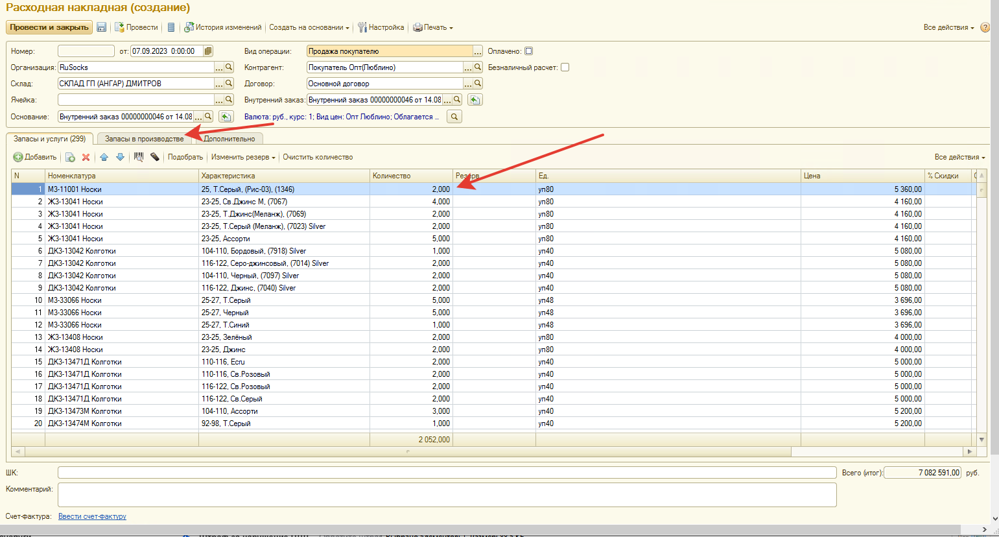 Расходная накладная (создание)
Провести и закрыть Провести История изменений Создать на основании Настройка Печать Все действия ?
Номер: от: 07.09.2023 0:00:00 Вид операции: Продажа покупателю ... Оплачено:
Организация: RuSocks ... Контрагент: Покупатель Опт(Люблино) ... Безналичный расчет:
Склад: СКЛАД ГП (АНГАР) ДМИТРОВ ... Договор: Основной договор ...
Ячейка: ... Внутренний заказ: Внутренний заказ 00000000046 от 14.08 ...
Основание: Внутренний заказ 00000000046 от 14.08 ... Валюта: руб., курс: 1; Вид цен: Опт Люблино; Облагается ...
Запасы и услуги (299) Запасы в производстве Дополнительно
Добавить Подобрать Изменить резерв Очистить количество Все действия
N Номенклатура Характеристика Количество Резерв Ед. Цена % Скидки
1 М3-11001 Носки 25, Т.Серый, (Рис-03), (1346) 2,000 уп80 5 360,00
2 Ж3-13041 Носки 23-25, Св.Джинс М, (7067) 4,000 уп80 4 160,00
3 Ж3-13041 Носки 23-25, Т.Джинс(Меланж), (7069) 2,000 уп80 4 160,00
4 Ж3-13041 Носки 23-25, Т.Серый (Меланж), (7023) Silver 2,000 уп80 4 160,00
5 Ж3-13041 Носки 23-25, Ассорти 5,000 уп80 4 160,00
6 ДК3-13042 Колготки 104-110, Бордовый, (7918) Silver 1,000 уп40 5 080,00
7 ДК3-13042 Колготки 116-122, Серо-джинсовый, (7014) Silver 2,000 уп40 5 080,00
8 ДК3-13042 Колготки 104-110, Черный, (7097) Silver 2,000 уп40 5 080,00
9 ДК3-13042 Колготки 116-122, Джинс, (7040) Silver 2,000 уп40 5 080,00
10 М3-33066 Носки 25-27, Т.Серый 5,000 уп48 3 696,00
11 М3-33066 Носки 25-27, Черный 5,000 уп48 3 696,00
12 М3-33066 Носки 25-27, Т.Синий 1,000 уп48 3 696,00
13 Ж3-13408 Носки 23-25, Зелёный 2,000 уп80 4 000,00
14 Ж3-13408 Носки 23-25, Джинс 2,000 уп80 4 000,00
15 ДК3-13471Д Колготки 110-116, Ecru 2,000 уп40 5 000,00
16 ДК3-13471Д Колготки 110-116, Св.Розовый 2,000 уп40 5 000,00
17 ДК3-13471Д Колготки 116-122, Св.Розовый 2,000 уп40 5 000,00
18 ДК3-13471Д Колготки 116-122, Св.Серый 2,000 уп40 5 000,00
19 ДК3-13473М Колготки 104-110, Ассорти 3,000 уп40 5 200,00
20 ДК3-13474М Колготки 92-98, Т.Серый 1,000 уп40 5 200,00
2 052,000
ШК: Всего (итог): 7 082 591,00 руб.
Комментарий:
Счет-фактура: Ввести счет-фактуру